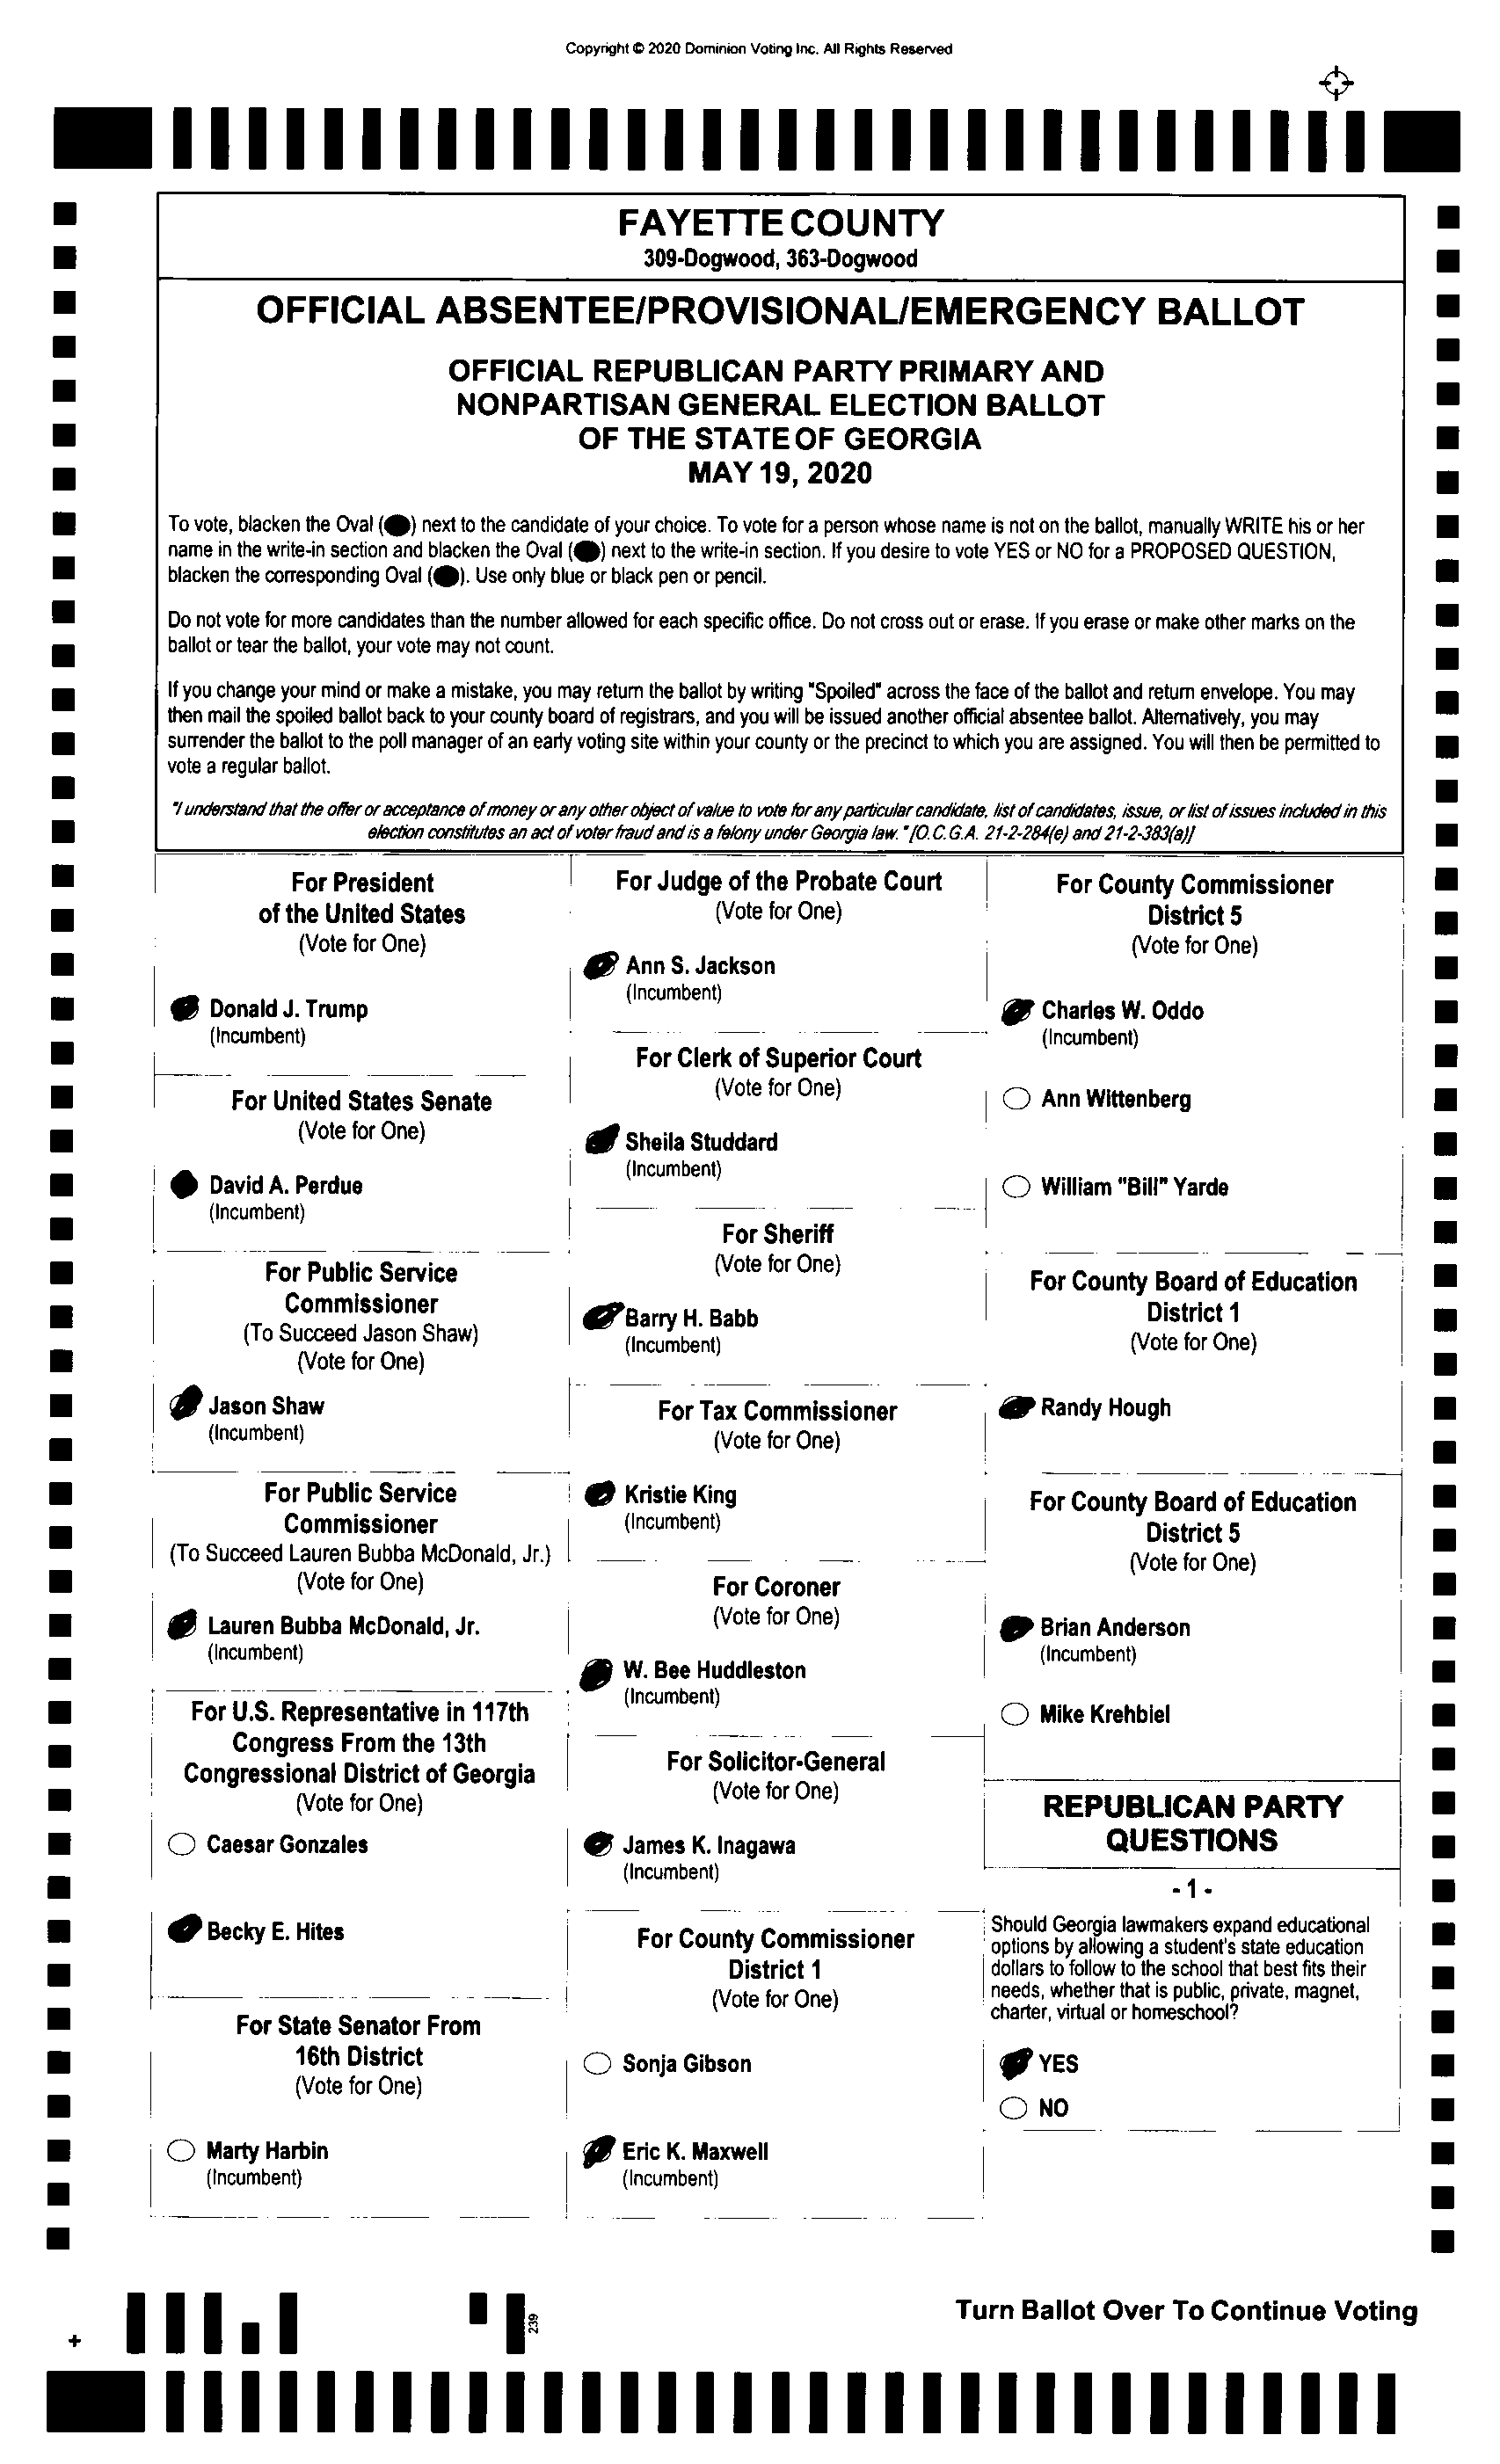 Copyright © 2020 Dominion Voting Inc. All Rights Reserved
FAYETTE COUNTY
309-Dogwood, 363-Dogwood
OFFICIAL ABSENTEE/PROVISIONAL/EMERGENCY BALLOT
OFFICIAL REPUBLICAN PARTY PRIMARY AND
NONPARTISAN GENERAL ELECTION BALLOT
OF THE STATE OF GEORGIA
MAY 19, 2020
To vote, blacken the Oval ( ) next to the candidate of your choice. To vote for a person whose name is not on the ballot, manually WRITE his or her
name in the write-in section and blacken the Oval ( ) next to the write-in section. If you desire to vote YES or NO for a PROPOSED QUESTION,
blacken the corresponding Oval ( ). Use only blue or black pen or pencil.
Do not vote for more candidates than the number allowed for each specific office. Do not cross out or erase. If you erase or make other marks on the
ballot or tear the ballot, your vote may not count.
If you change your mind or make a mistake, you may return the ballot by writing "Spoiled" across the face of the ballot and return envelope. You may
then mail the spoiled ballot back to your county board of registrars, and you will be issued another official absentee ballot. Alternatively, you may
surrender the ballot to the poll manager of an early voting site within your county or the precinct to which you are assigned. You will then be permitted to
vote a regular ballot.
"I understand that the offer or acceptance of money or any other object of value to vote for any particular candidate, list of candidates, issue, or list of issues included in this
election constitutes an act of voter fraud and is a felony under Georgia law." [O.C.G.A. 21-2-284(e) and 21-2-383(a)]
For President
of the United States
(Vote for One)
Donald J. Trump
(Incumbent)
For United States Senate
(Vote for One)
David A. Perdue
(Incumbent)
For Public Service
Commissioner
(To Succeed Jason Shaw)
(Vote for One)
Jason Shaw
(Incumbent)
For Public Service
Commissioner
(To Succeed Lauren Bubba McDonald, Jr.)
(Vote for One)
Lauren Bubba McDonald, Jr.
(Incumbent)
For U.S. Representative in 117th
Congress From the 13th
Congressional District of Georgia
(Vote for One)
Caesar Gonzales
Becky E. Hites
For State Senator From
16th District
(Vote for One)
Marty Harbin
(Incumbent)
For Judge of the Probate Court
(Vote for One)
Ann S. Jackson
(Incumbent)
For Clerk of Superior Court
(Vote for One)
Sheila Studdard
(Incumbent)
For Sheriff
(Vote for One)
Barry H. Babb
(Incumbent)
For Tax Commissioner
(Vote for One)
Kristie King
(Incumbent)
For Coroner
(Vote for One)
W. Bee Huddleston
(Incumbent)
For Solicitor-General
(Vote for One)
James K. Inagawa
(Incumbent)
For County Commissioner
District 1
(Vote for One)
Sonja Gibson
Eric K. Maxwell
(Incumbent)
For County Commissioner
District 5
(Vote for One)
Charles W. Oddo
(Incumbent)
Ann Wittenberg
William "Bill" Yarde
For County Board of Education
District 1
(Vote for One)
Randy Hough
For County Board of Education
District 5
(Vote for One)
Brian Anderson
(Incumbent)
Mike Krehbiel
REPUBLICAN PARTY
QUESTIONS
- 1 -
Should Georgia lawmakers expand educational
options by allowing a student's state education
dollars to follow to the school that best fits their
needs, whether that is public, private, magnet,
charter, virtual or homeschool?
YES
NO
239
Turn Ballot Over To Continue Voting